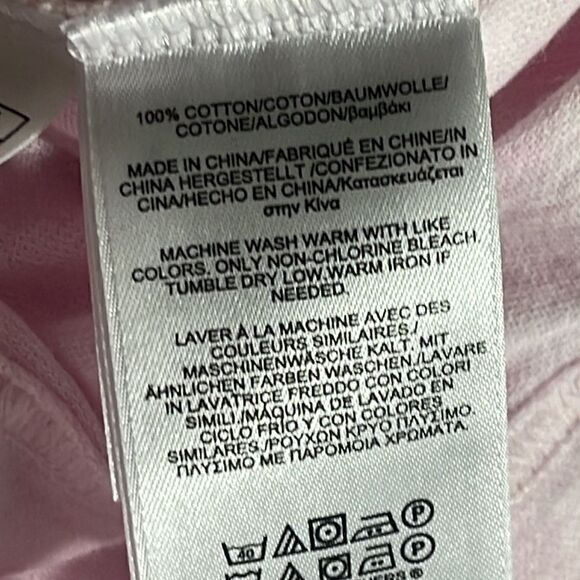 100% COTTON/COTON/BAUMWOLLE/
COTONE/ALGODON/βαμβάκι
MADE IN CHINA/FABRIQUÉ EN CHINE/IN
CHINA HERGESTELLT /CONFEZIONATO IN
CINA/HECHO EN CHINA/Κατασκευάζεται
στην Κίνα
MACHINE WASH WARM WITH LIKE
COLORS. ONLY NON-CHLORINE BLEACH.
TUMBLE DRY LOW.WARM IRON IF
NEEDED.
LAVER À LA MACHINE AVEC DES
COULEURS SIMILAIRES./
MASCHINENWÄSCHE KALT. MIT
ÄHNLICHEN FARBEN WASCHEN./LAVARE
IN LAVATRICE FREDDO CON COLORI
SIMILI./MÁQUINA DE LAVADO EN
CICLO FRÍO Y CON COLORES
SIMILARES./ΡΟΥΧΩΝ ΚΡΥΟ ΠΛΥΣΙΜΟ.
ΠΛΥΣΙΜΟ ΜΕ ΠΑΡΟΜΟΙΑ ΧΡΩΜΑΤΑ.
40 P
P